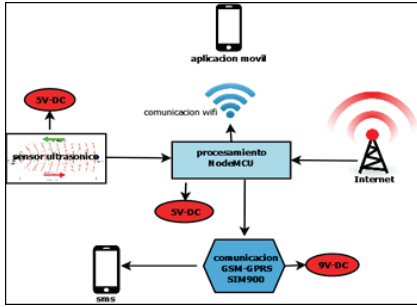 aplicacion movil
5V-DC
comunicacion wifi
sensor ultrasonico
procesamiento
NodeMCU
Internet
5V-DC
comunicacion
GSM-GPRS
SIM900
9V-DC
sms